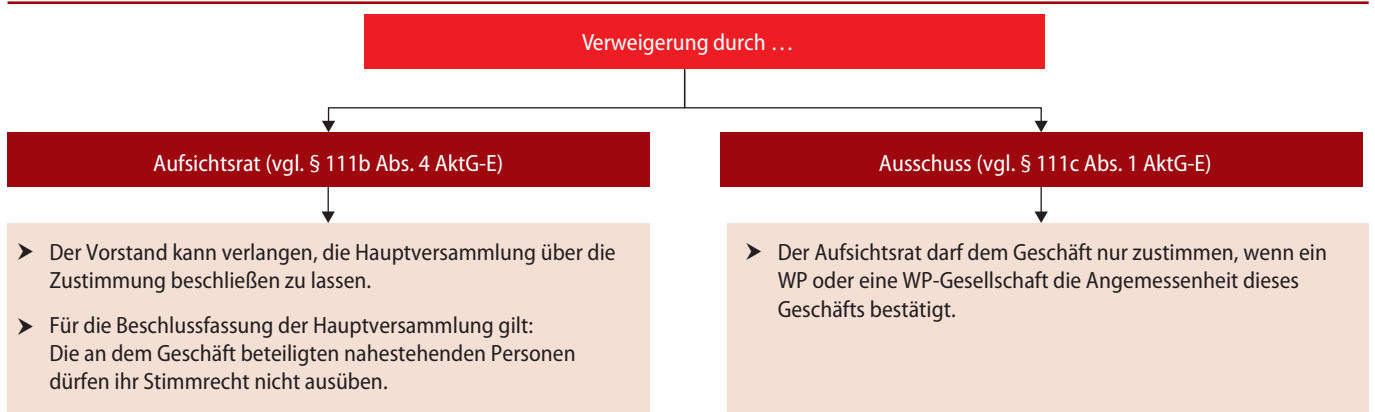 Verweigerung durch …
Aufsichtsrat (vgl. § 111b Abs. 4 AktG-E)
➤ Der Vorstand kann verlangen, die Hauptversammlung über die
Zustimmung beschließen zu lassen.
➤ Für die Beschlussfassung der Hauptversammlung gilt:
Die an dem Geschäft beteiligten nahestehenden Personen
dürfen ihr Stimmrecht nicht ausüben.
Ausschuss (vgl. § 111c Abs. 1 AktG-E)
➤ Der Aufsichtsrat darf dem Geschäft nur zustimmen, wenn ein
WP oder eine WP-Gesellschaft die Angemessenheit dieses
Geschäfts bestätigt.